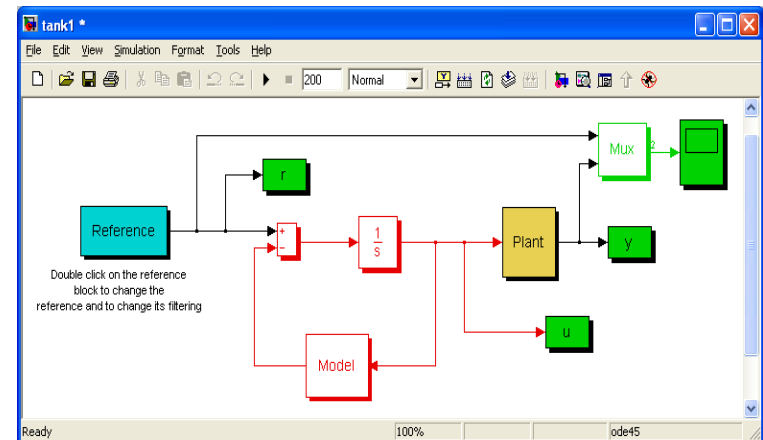 tank1 *
File Edit View Simulation Format Tools Help
200 Normal
Mux
2
r
Reference
+
−
1
s
Plant
y
Double click on the reference
block to change the
reference and to change its filtering
u
Model
Ready 100% ode45